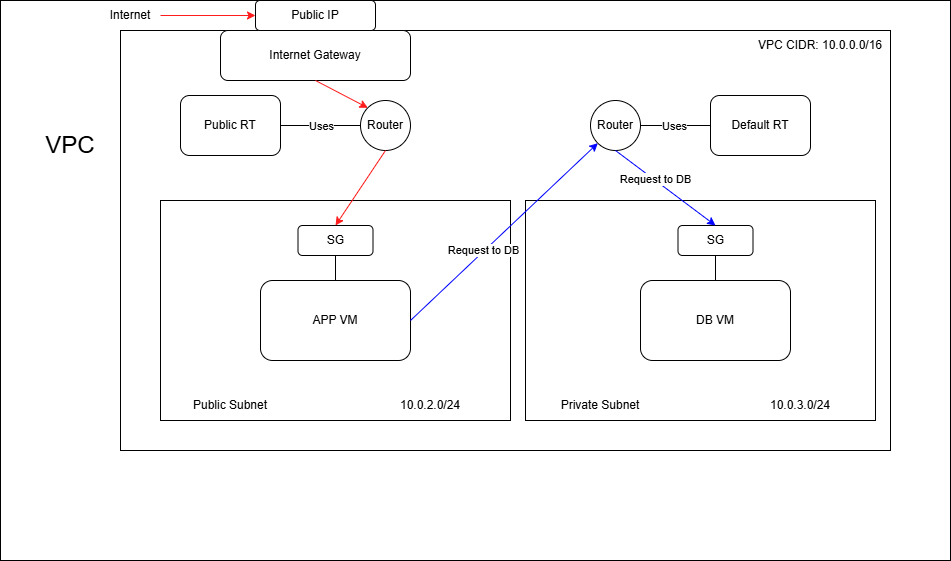 Internet
Public IP
Internet Gateway
VPC CIDR: 10.0.0.0/16
Public RT
Uses
Router
Router
Uses
Default RT
VPC
Request to DB
SG
SG
Request to DB
APP VM
DB VM
Public Subnet
10.0.2.0/24
Private Subnet
10.0.3.0/24